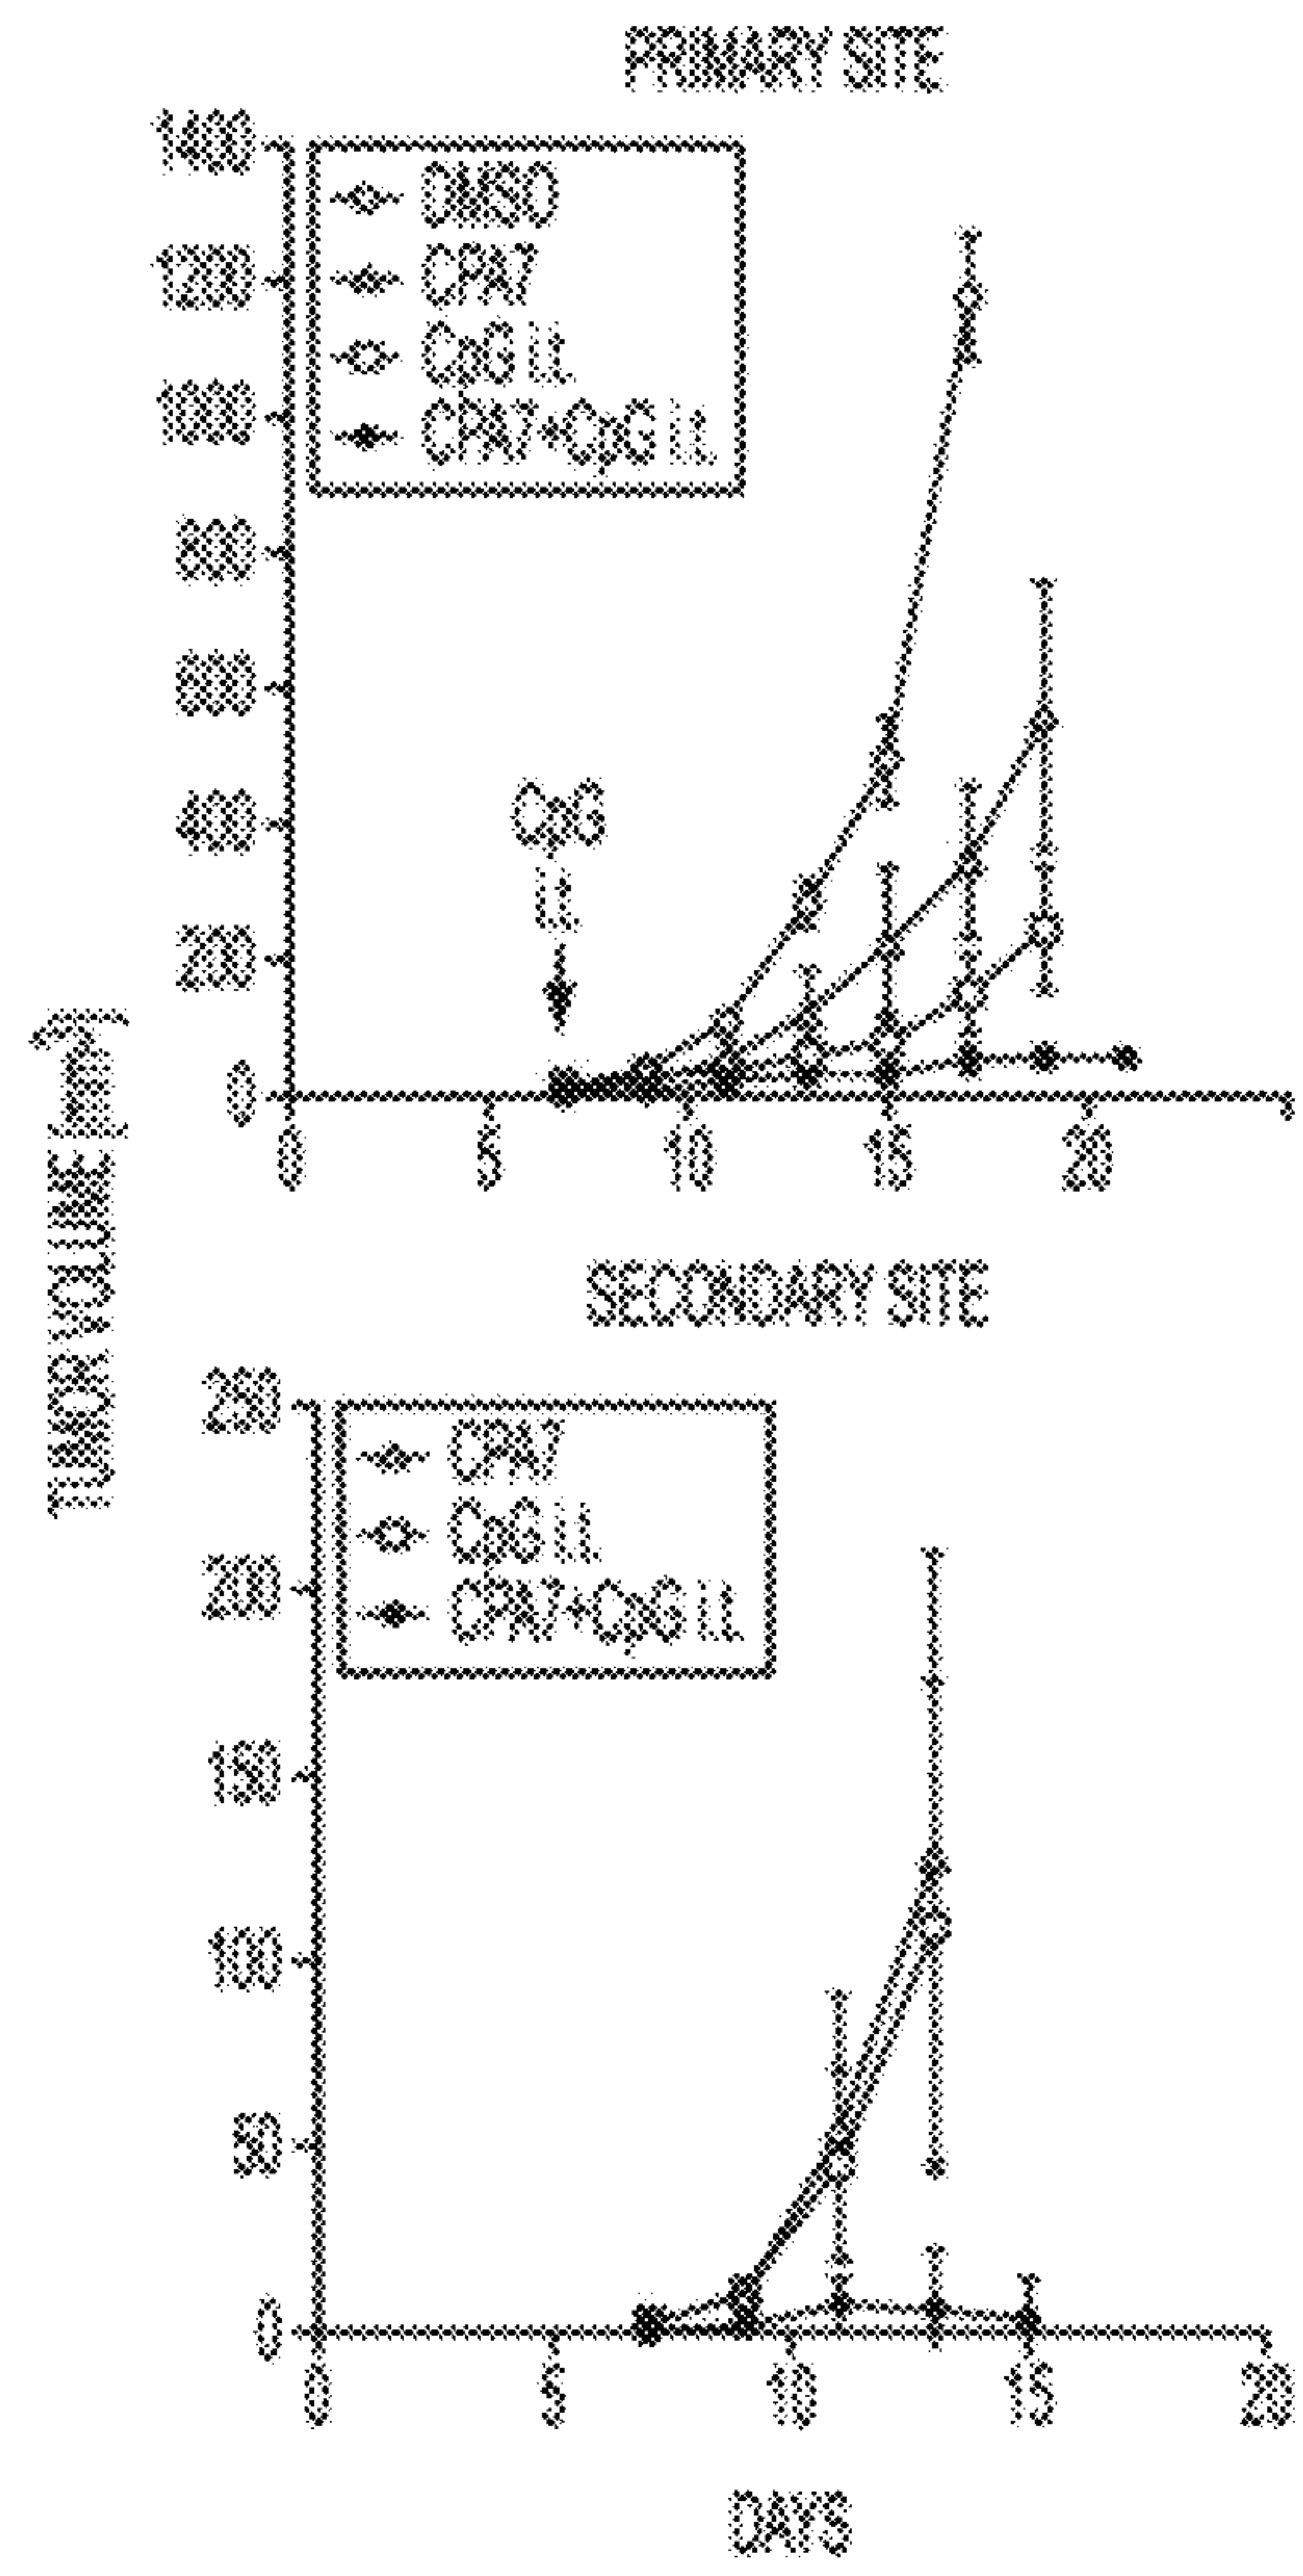 PRIMARY SITE
1400
1200
1000
800
600
400
200
0
DMSO
CPA7
CpG i.t.
CPA7+CpG i.t.
CpG
i.t.
0
5
10
15
20
TUMOR VOLUME [mm³]
SECONDARY SITE
250
200
150
100
50
0
CPA7
CpG i.t.
CPA7+CpG i.t.
0
5
10
15
20
DAYS